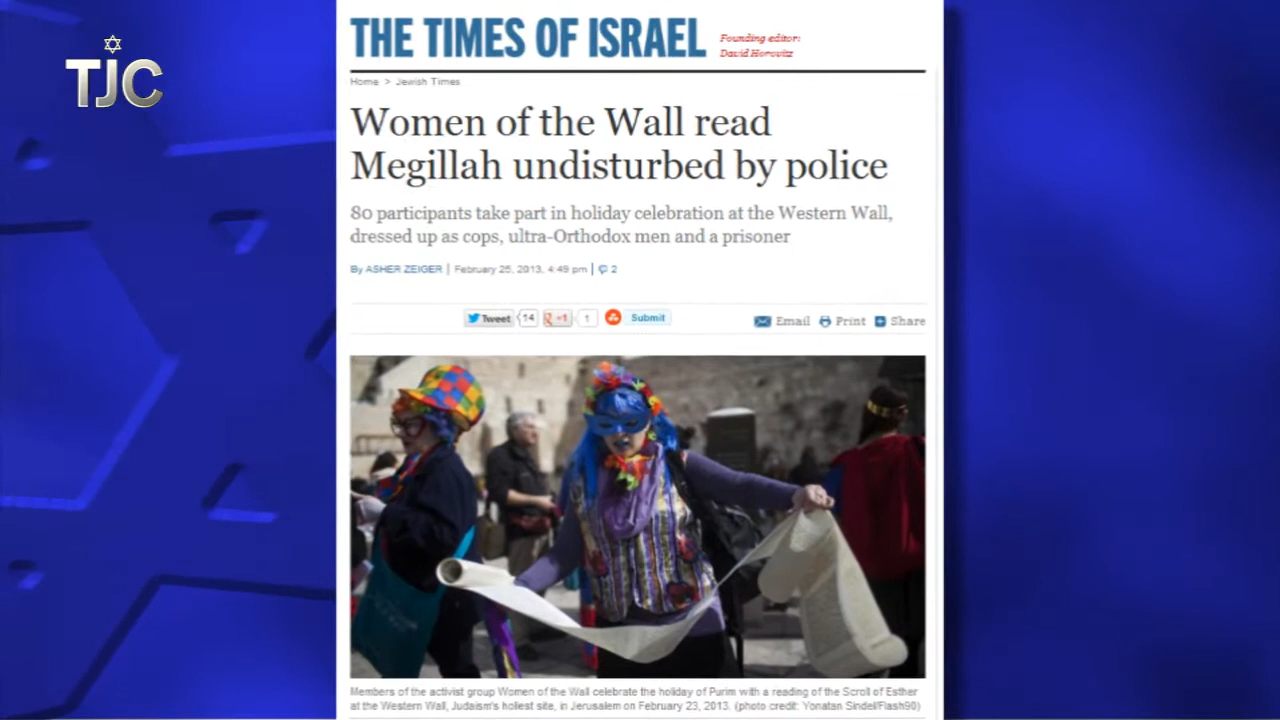 TJC
THE TIMES OF ISRAEL
Founding editor:
David Horovitz
Home > Jewish Times
Women of the Wall read
Megillah undisturbed by police
80 participants take part in holiday celebration at the Western Wall,
dressed up as cops, ultra-Orthodox men and a prisoner
By ASHER ZEIGER | February 25, 2013, 4:49 pm | 2
Tweet 14 +1 1 Submit Email Print Share
Members of the activist group Women of the Wall celebrate the holiday of Purim with a reading of the Scroll of Esther
at the Western Wall, Judaism's holiest site, in Jerusalem on February 23, 2013. (photo credit: Yonatan Sindel/Flash90)